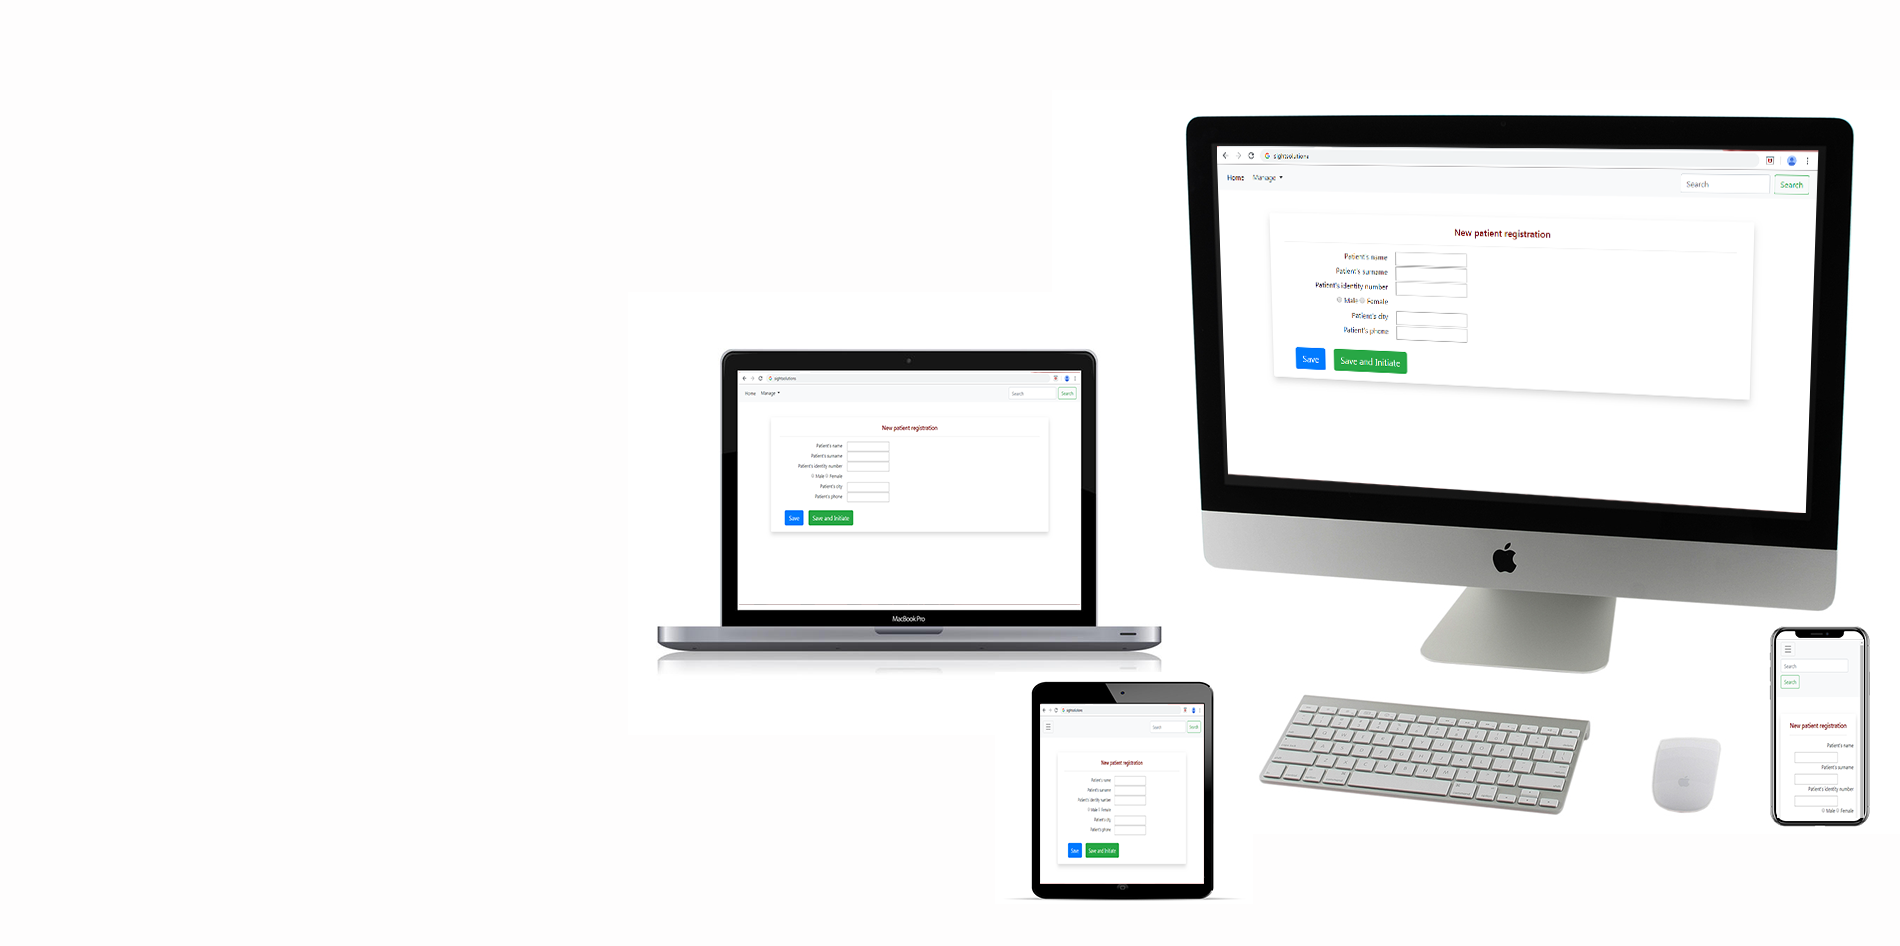 sightsolutions
Home Manage
Search Search
New patient registration
Patient's name
Patient's surname
Patient's identity number
Male Female
Patient's city
Patient's phone
Save Save and Initiate
sightsolutions
Home Manage
Search Search
New patient registration
Patient's name
Patient's surname
Patient's identity number
Male Female
Patient's city
Patient's phone
Save Save and Initiate
MacBook Pro
sightsolutions
Search Search
New patient registration
Patient's name
Patient's surname
Patient's identity number
Male Female
Patient's city
Patient's phone
Save Save and Initiate
Search
Search
New patient registration
Patient's name
Patient's surname
Patient's identity number
Male Female